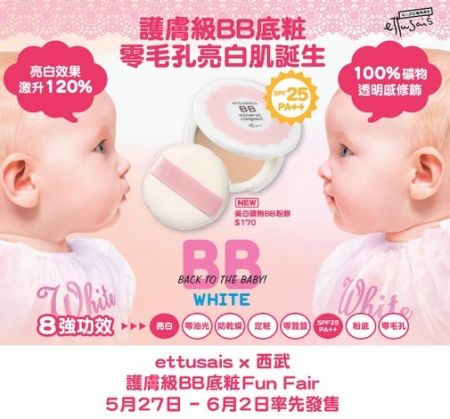 護膚級BB底粧
零毛孔亮白肌誕生
ettusais
亮白效果
激升120%
100%礦物
透明感修飾
SPF25
PA++
ettusais
BB
mineral
compact
NEW
美白礦物BB粉餅
$170
BB
BACK TO THE BABY!
WHITE
White
White
8強功效
亮白
零油光
防乾燥
定粧
零荳荳
SPF25
PA++
粉底
零毛孔
ettusais x 西武
護膚級BB底粧Fun Fair
5月27日 - 6月2日率先發售